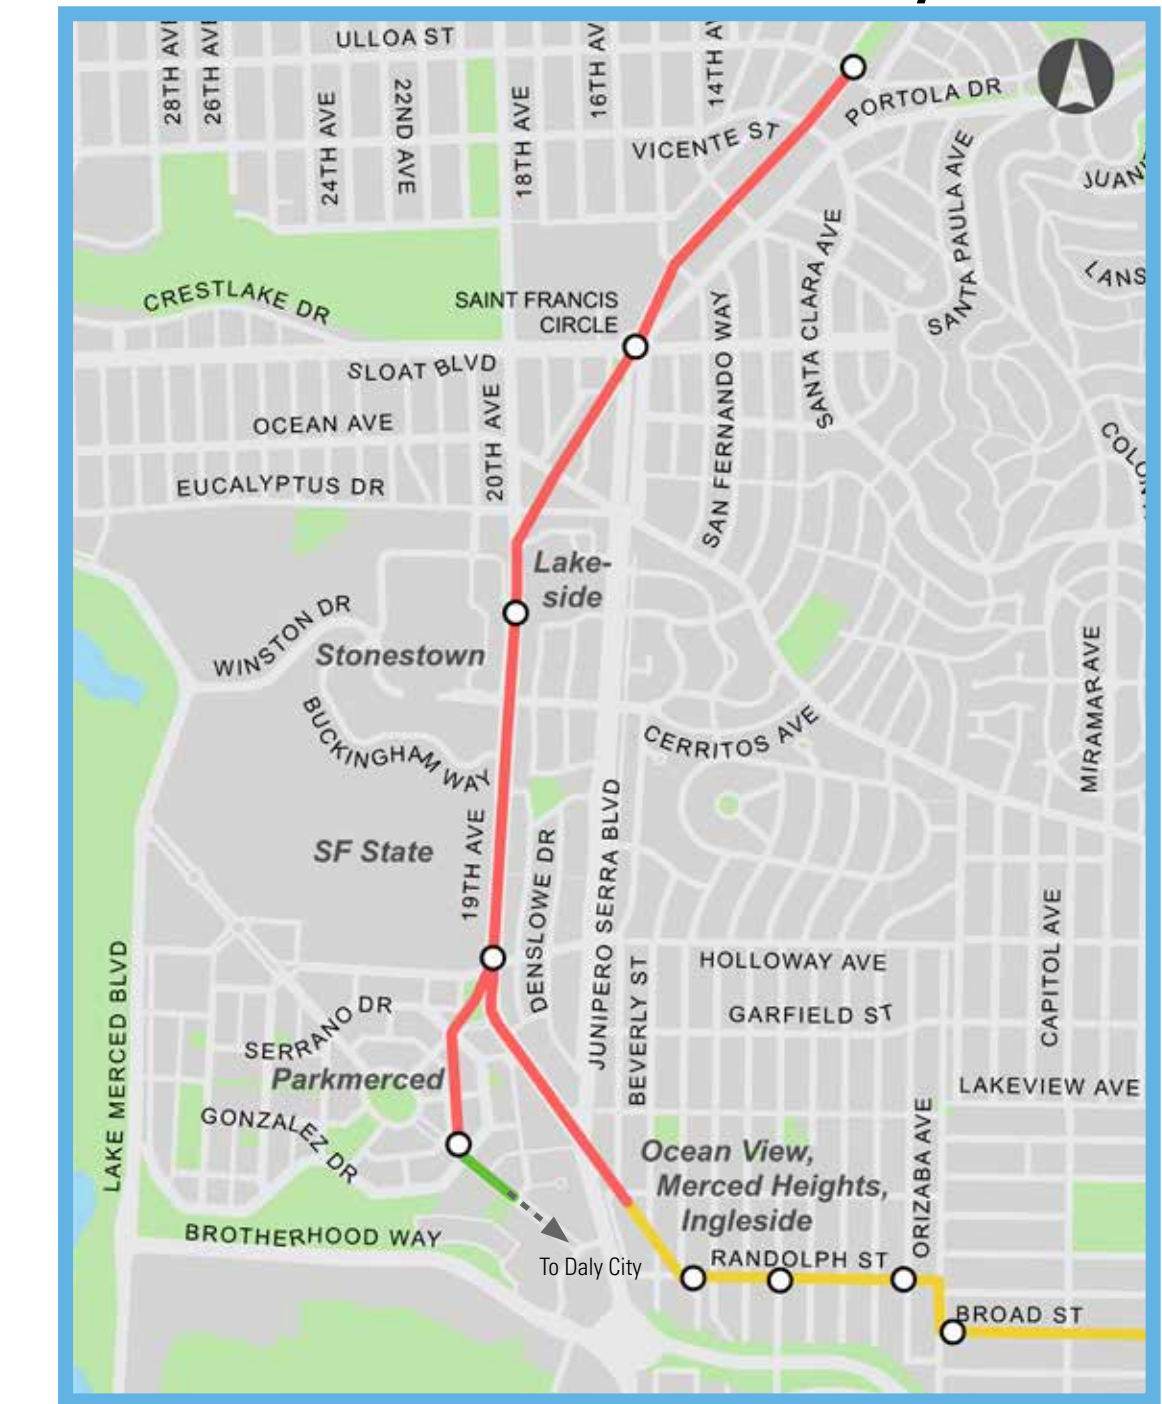 ULLOA ST
28TH AVE
26TH AVE
24TH AVE
22ND AVE
18TH AVE
16TH AV
14TH A
PORTOLA DR
VICENTE ST
SANTA PAULA AVE
JUANI
LANS
SANTA CLARA AVE
CRESTLAKE DR
SAINT FRANCIS
CIRCLE
SAN FERNANDO WAY
SLOAT BLVD
OCEAN AVE
20TH AVE
EUCALYPTUS DR
COLO
Lake-
side
WINSTON DR
Stonestown
MIRAMAR AVE
BUCKINGHAM WAY
CERRITOS AVE
SF State
19TH AVE
DENSLOWE DR
JUNIPERO SERRA BLVD
LAKE MERCED BLVD
HOLLOWAY AVE
CAPITOL AVE
BEVERLY ST
GARFIELD ST
SERRANO DR
Parkmerced
LAKEVIEW AVE
GONZALEZ DR
ORIZABA AVE
Ocean View,
Merced Heights,
Ingleside
BROTHERHOOD WAY
To Daly City
RANDOLPH ST
BROAD ST